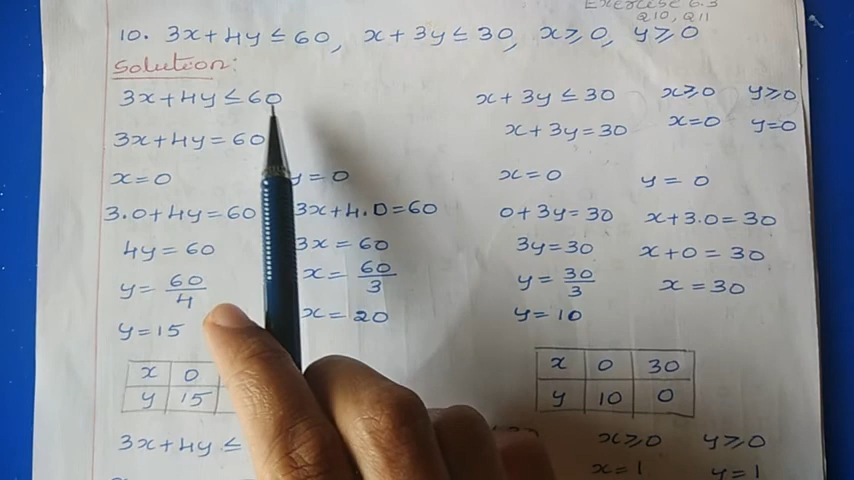 Exercise 6.3
Q10, Q11
10. 3x+4y≤60, x+3y≤30, x≥0, y≥0
Solution:
3x+4y≤60
3x+4y=60
x=0
3.0+4y=60
4y=60
y=60/4
y=15
y=0
3x+4.0=60
3x=60
x=60/3
x=20
x 0
y 15
3x+4y≤
x+3y≤30
x+3y=30
x=0
0+3y=30
3y=30
y=30/3
y=10
y=0
x+3.0=30
x+0=30
x=30
x 0 30
y 10 0
x≥0 y≥0
x=0 y=0
x≥0 y≥0
x=1 y=1